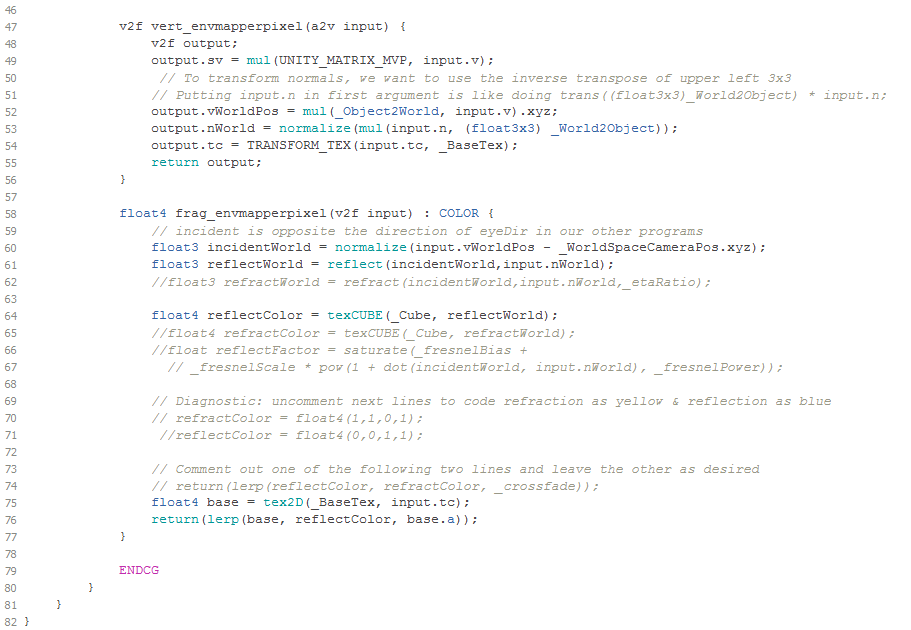 46
47 v2f vert_envmapperpixel(a2v input) {
48 v2f output;
49 output.sv = mul(UNITY_MATRIX_MVP, input.v);
50 // To transform normals, we want to use the inverse transpose of upper left 3x3
51 // Putting input.n in first argument is like doing trans((float3x3)_World2Object) * input.n;
52 output.vWorldPos = mul(_Object2World, input.v).xyz;
53 output.nWorld = normalize(mul(input.n, (float3x3) _World2Object));
54 output.tc = TRANSFORM_TEX(input.tc, _BaseTex);
55 return output;
56 }
57
58 float4 frag_envmapperpixel(v2f input) : COLOR {
59 // incident is opposite the direction of eyeDir in our other programs
60 float3 incidentWorld = normalize(input.vWorldPos - _WorldSpaceCameraPos.xyz);
61 float3 reflectWorld = reflect(incidentWorld,input.nWorld);
62 //float3 refractWorld = refract(incidentWorld,input.nWorld,_etaRatio);
63
64 float4 reflectColor = texCUBE(_Cube, reflectWorld);
65 //float4 refractColor = texCUBE(_Cube, refractWorld);
66 //float reflectFactor = saturate(_fresnelBias +
67 // _fresnelScale * pow(1 + dot(incidentWorld, input.nWorld), _fresnelPower));
68
69 // Diagnostic: uncomment next lines to code refraction as yellow & reflection as blue
70 // refractColor = float4(1,1,0,1);
71 //reflectColor = float4(0,0,1,1);
72
73 // Comment out one of the following two lines and leave the other as desired
74 // return(lerp(reflectColor, refractColor, _crossfade));
75 float4 base = tex2D(_BaseTex, input.tc);
76 return(lerp(base, reflectColor, base.a));
77 }
78
79 ENDCG
80 }
81 }
82 }